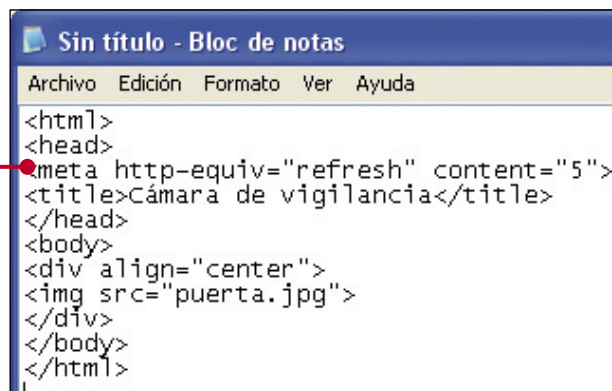 Sin título - Bloc de notas
Archivo Edición Formato Ver Ayuda
<html>
<head>
<meta http-equiv="refresh" content="5">
<title>Cámara de vigilancia</title>
</head>
<body>
<div align="center">
<img src="puerta.jpg">
</div>
</body>
</html>